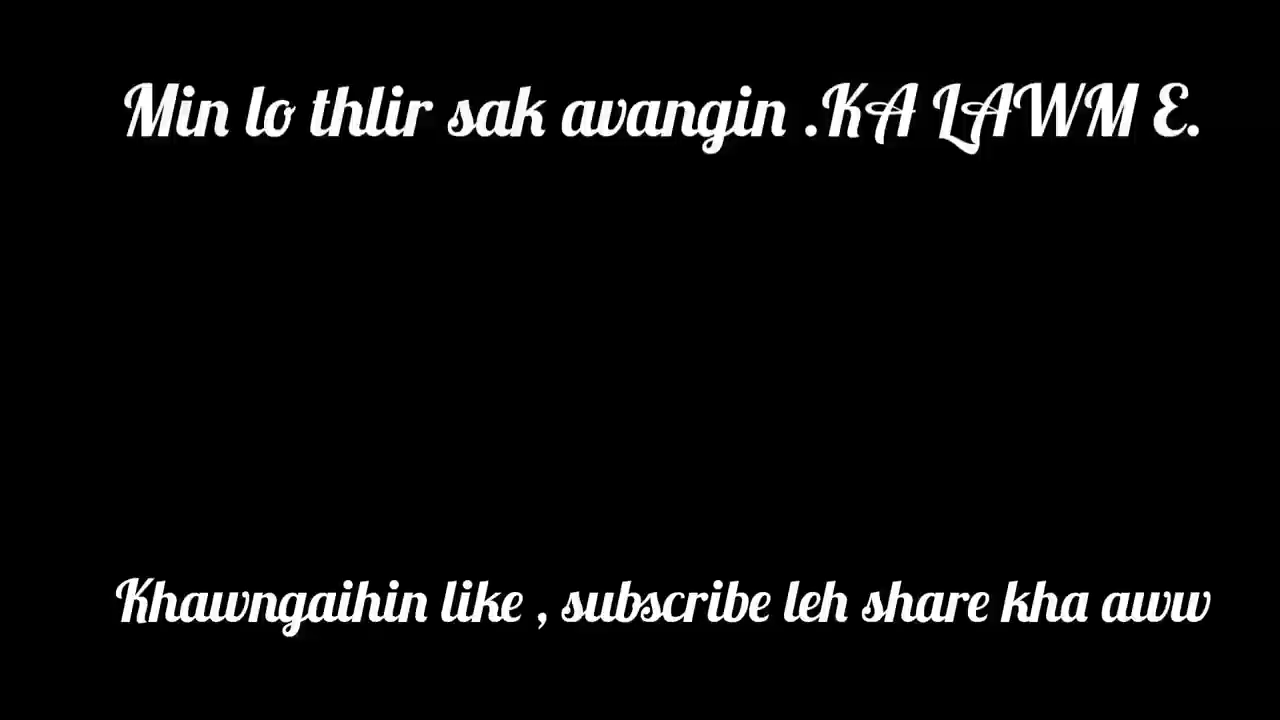 Min lo thlir sak avangin .KA LAWM E.
Khawngaihin like , subscribe leh share kha aww